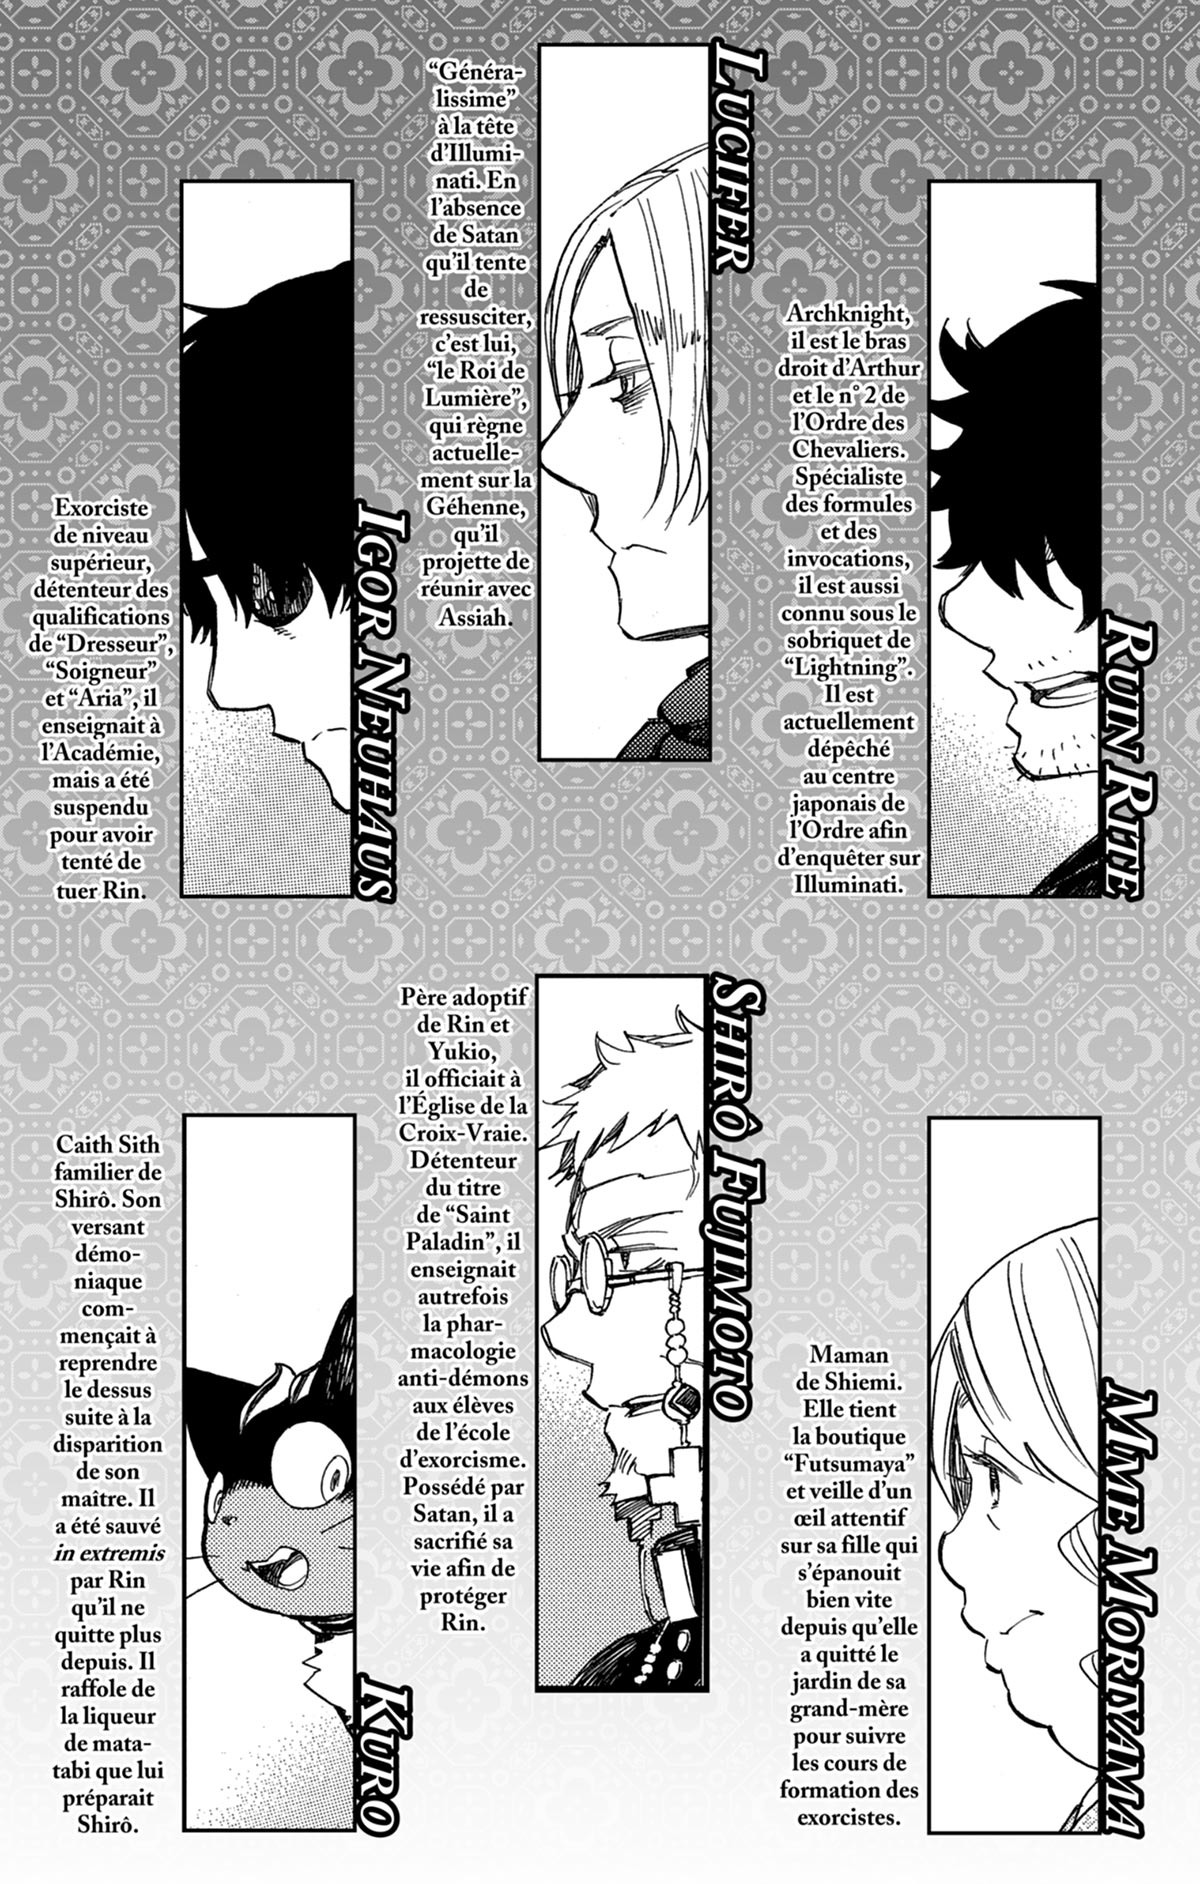 RUIN REEF
Archknight,
il est le bras
droit d'Arthur
et le n° 2 de
l'Ordre des
Chevaliers.
Spécialiste
des formules
et des
invocations,
il est aussi
connu sous le
sobriquet de
“Lightning”.
Il est
actuellement
dépêché
au centre
japonais de
l'Ordre afin
d'enquêter sur
Illuminati.
LUCIFER
“Généra-
lissime”
à la tête
d'Illumi-
nati. En
l'absence
de Satan
qu'il tente
de
ressusciter,
c'est lui,
“le Roi de
Lumière”,
qui règne
actuelle-
ment sur la
Géhenne,
qu'il
projette de
réunir avec
Assiah.
IGOR NEUHAUS
Exorciste
de niveau
supérieur,
détenteur des
qualifications
de “Dresseur”,
“Soigneur”
et “Aria”, il
enseignait à
l'Académie,
mais a été
suspendu
pour avoir
tenté de
tuer Rin.
MIME MORIYAMA
Maman
de Shiemi.
Elle tient
la boutique
“Futsumaya”
et veille d'un
œil attentif
sur sa fille qui
s'épanouit
bien vite
depuis qu'elle
a quitté le
jardin de sa
grand-mère
pour suivre
les cours de
formation des
exorcistes.
SHIRÔ FUJIMOTO
Père adoptif
de Rin et
Yukio,
il officiait à
l'Église de la
Croix-Vraie.
Détenteur
du titre
de “Saint
Paladin”, il
enseignait
autrefois
la phar-
macologie
anti-démons
aux élèves
de l'école
d'exorcisme.
Possédé par
Satan, il a
sacrifié sa
vie afin de
protéger
Rin.
KURO
Caith Sith
familier de
Shirô. Son
versant
démo-
niaque
com-
mençait à
reprendre
le dessus
suite à la
disparition
de son
maître. Il
a été sauvé
in extremis
par Rin
qu'il ne
quitte plus
depuis. Il
raffole de
la liqueur
de mata-
tabi que lui
préparait
Shirô.